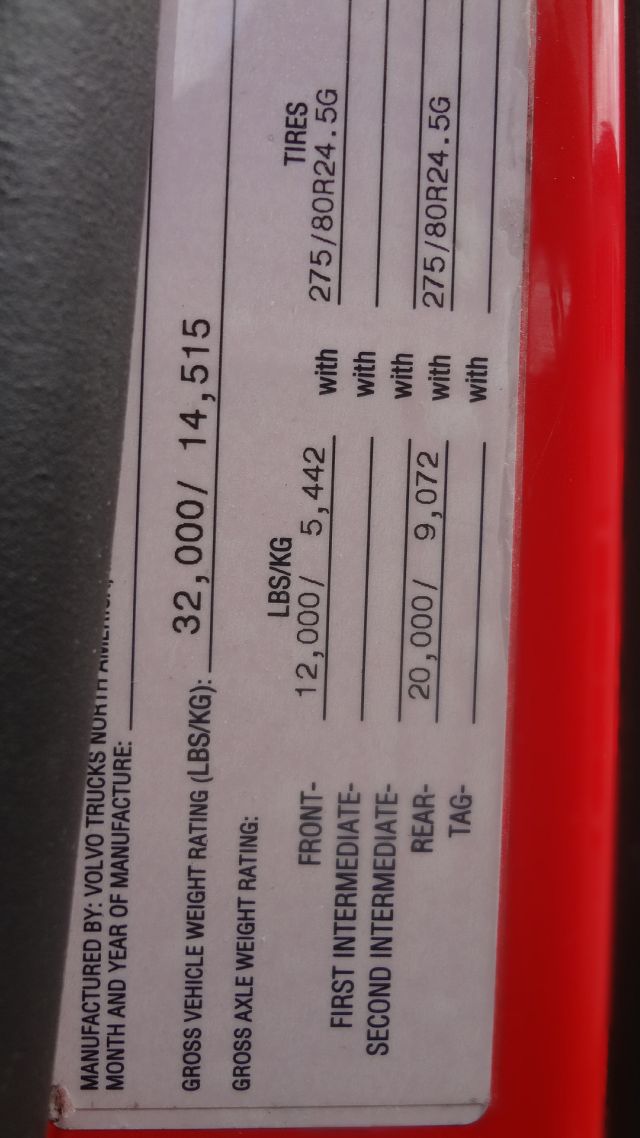 MANUFACTURED BY: VOLVO TRUCKS NORTH AMERICA,
MONTH AND YEAR OF MANUFACTURE:
GROSS VEHICLE WEIGHT RATING (LBS/KG): 32,000/ 14,515
GROSS AXLE WEIGHT RATING: LBS/KG TIRES
FRONT- 12,000/ 5,442 with 275/80R24.5G
FIRST INTERMEDIATE- with
SECOND INTERMEDIATE- with
REAR- 20,000/ 9,072 with 275/80R24.5G
TAG- with